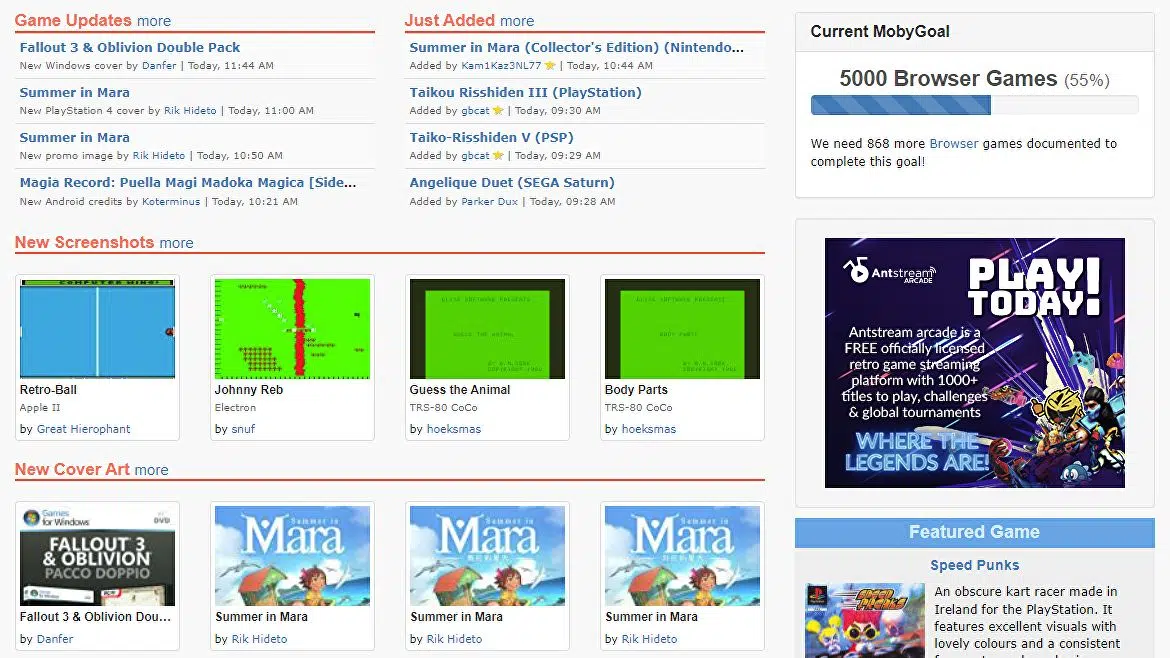 Game Updates more
Fallout 3 & Oblivion Double Pack
New Windows cover by Danfer | Today, 11:44 AM
Summer in Mara
New PlayStation 4 cover by Rik Hideto | Today, 11:00 AM
Summer in Mara
New promo image by Rik Hideto | Today, 10:50 AM
Magia Record: Puella Magi Madoka Magica [Side...
New Android credits by Koterminus | Today, 10:21 AM
Just Added more
Summer in Mara (Collector's Edition) (Nintendo...
Added by Kam1Kaz3NL77 | Today, 10:44 AM
Taikou Risshiden III (PlayStation)
Added by gbcat | Today, 09:30 AM
Taiko-Risshiden V (PSP)
Added by gbcat | Today, 09:29 AM
Angelique Duet (SEGA Saturn)
Added by Parker Dux | Today, 09:28 AM
New Screenshots more
COMPUTER WINS!
Retro-Ball
Apple II
by Great Hierophant
Johnny Reb
Electron
by snuf
GUESS THE ANIMAL
Guess the Animal
TRS-80 CoCo
by hoeksmas
BODY PARTS
Body Parts
TRS-80 CoCo
by hoeksmas
New Cover Art more
Games
for Windows
DVD
FALLOUT 3
& OBLIVION
PACCO DOPPIO
Fallout 3 & Oblivion Dou...
by Danfer
Summer in
Mara
Summer in Mara
by Rik Hideto
Summer in
Mara
Summer in Mara
by Rik Hideto
Summer in
Mara
Summer in Mara
by Rik Hideto
Current MobyGoal
5000 Browser Games (55%)
We need 868 more Browser games documented to
complete this goal!
Antstream
ARCADE
PLAY!
TODAY!
Antstream arcade is a
FREE officially licensed
retro game streaming
platform with 1000+
titles to play, challenges
& global tournaments
WHERE THE
LEGENDS ARE!
Featured Game
Speed Punks
SPEED PUNKS
An obscure kart racer made in
Ireland for the PlayStation. It
features excellent visuals with
lovely colours and a consistent